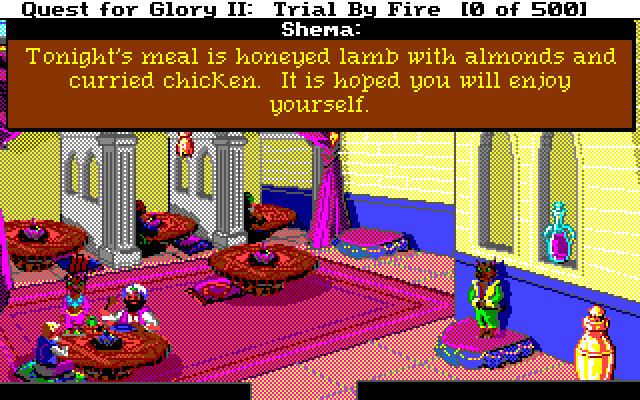 Quest for Glory II: Trial By Fire [0 of 500]
Shema:
Tonight's meal is honeyed lamb with almonds and
curried chicken. It is hoped you will enjoy
yourself.